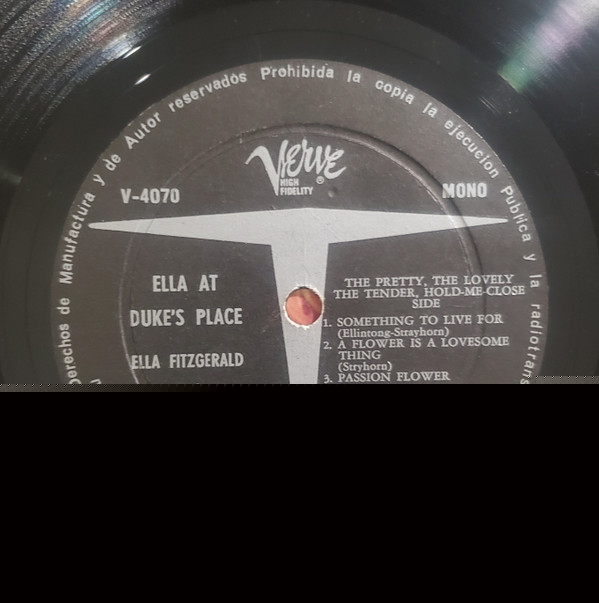 Derechos de Manufactura y de Autor reservados Prohibida la copia la ejecucion Publica y la radiotrans
Verve
HIGH
FIDELITY
®
V-4070
MONO
ELLA AT
DUKE'S PLACE
ELLA FITZGERALD
THE PRETTY, THE LOVELY
THE TENDER, HOLD-ME-CLOSE
SIDE
1. SOMETHING TO LIVE FOR
(Ellintong-Strayhorn)
2. A FLOWER IS A LOVESOME
THING
(Stryhorn)
3. PASSION FLOWER